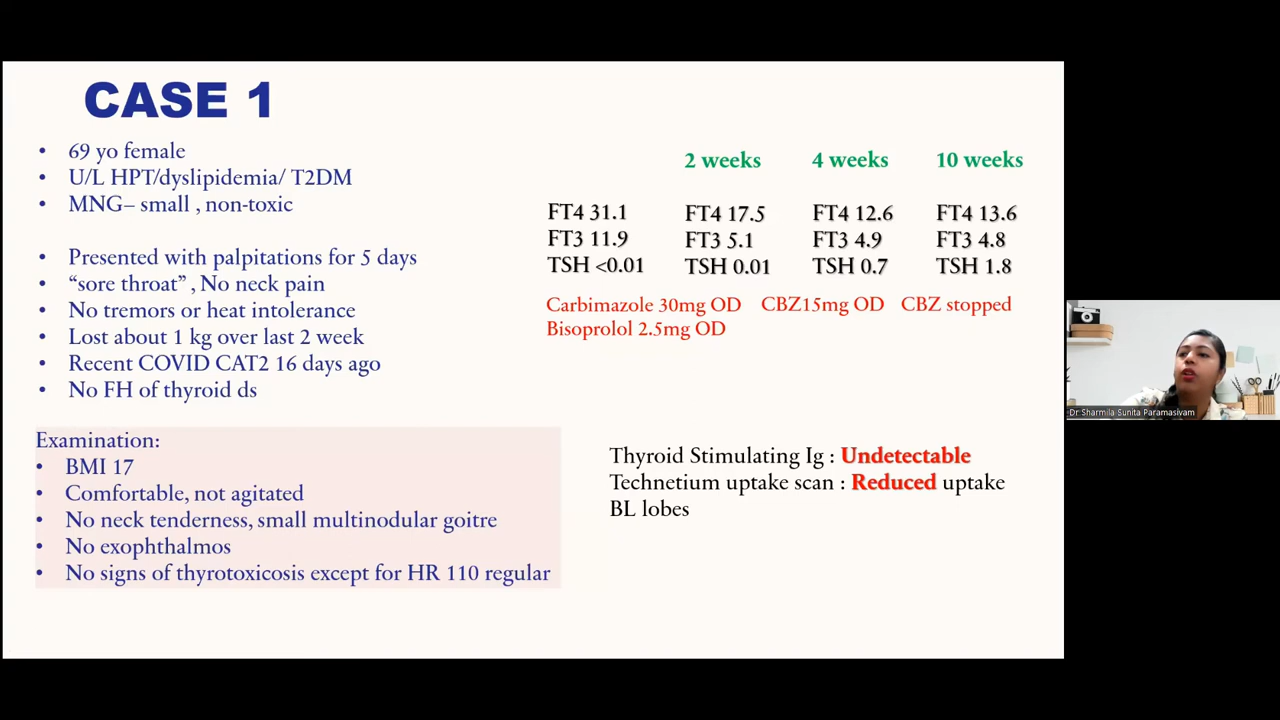 CASE 1
• 69 yo female
• U/L HPT/dyslipidemia/ T2DM
• MNG– small , non-toxic
• Presented with palpitations for 5 days
• “sore throat” , No neck pain
• No tremors or heat intolerance
• Lost about 1 kg over last 2 week
• Recent COVID CAT2 16 days ago
• No FH of thyroid ds
Examination:
• BMI 17
• Comfortable, not agitated
• No neck tenderness, small multinodular goitre
• No exophthalmos
• No signs of thyrotoxicosis except for HR 110 regular
2 weeks 4 weeks 10 weeks
FT4 31.1 FT4 17.5 FT4 12.6 FT4 13.6
FT3 11.9 FT3 5.1 FT3 4.9 FT3 4.8
TSH <0.01 TSH 0.01 TSH 0.7 TSH 1.8
Carbimazole 30mg OD CBZ15mg OD CBZ stopped
Bisoprolol 2.5mg OD
Thyroid Stimulating Ig : Undetectable
Technetium uptake scan : Reduced uptake
BL lobes
Dr Sharmila Sunita Paramasivam